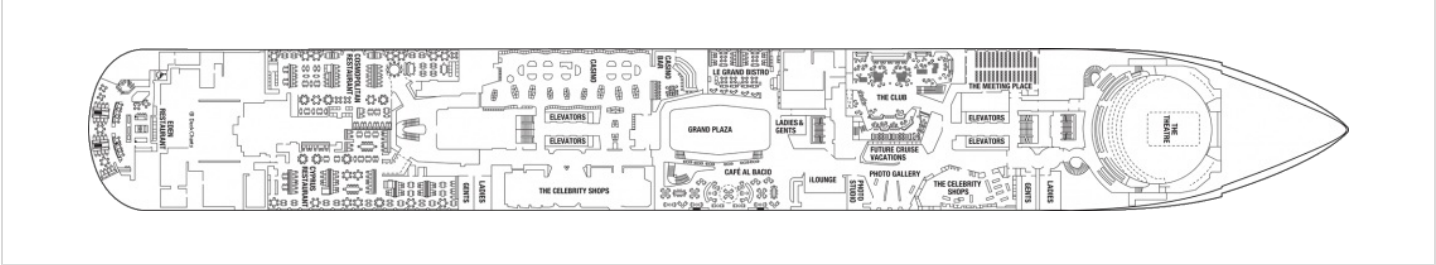 EDEN
RESTAURANT
COSMOPOLITAN
RESTAURANT
CYPRUS
RESTAURANT
GENTS
LADIES
CASINO
ELEVATORS
ELEVATORS
THE CELEBRITY SHOPS
CASINO
BAR
LE GRAND BISTRO
GRAND PLAZA
CAFÉ AL BACIO
LADIES &
GENTS
iLOUNGE
THE CLUB
FUTURE CRUISE
VACATIONS
PHOTO GALLERY
PHOTO
STUDIO
THE CELEBRITY
SHOPS
THE MEETING PLACE
ELEVATORS
ELEVATORS
GENTS
LADIES
THE
THEATRE